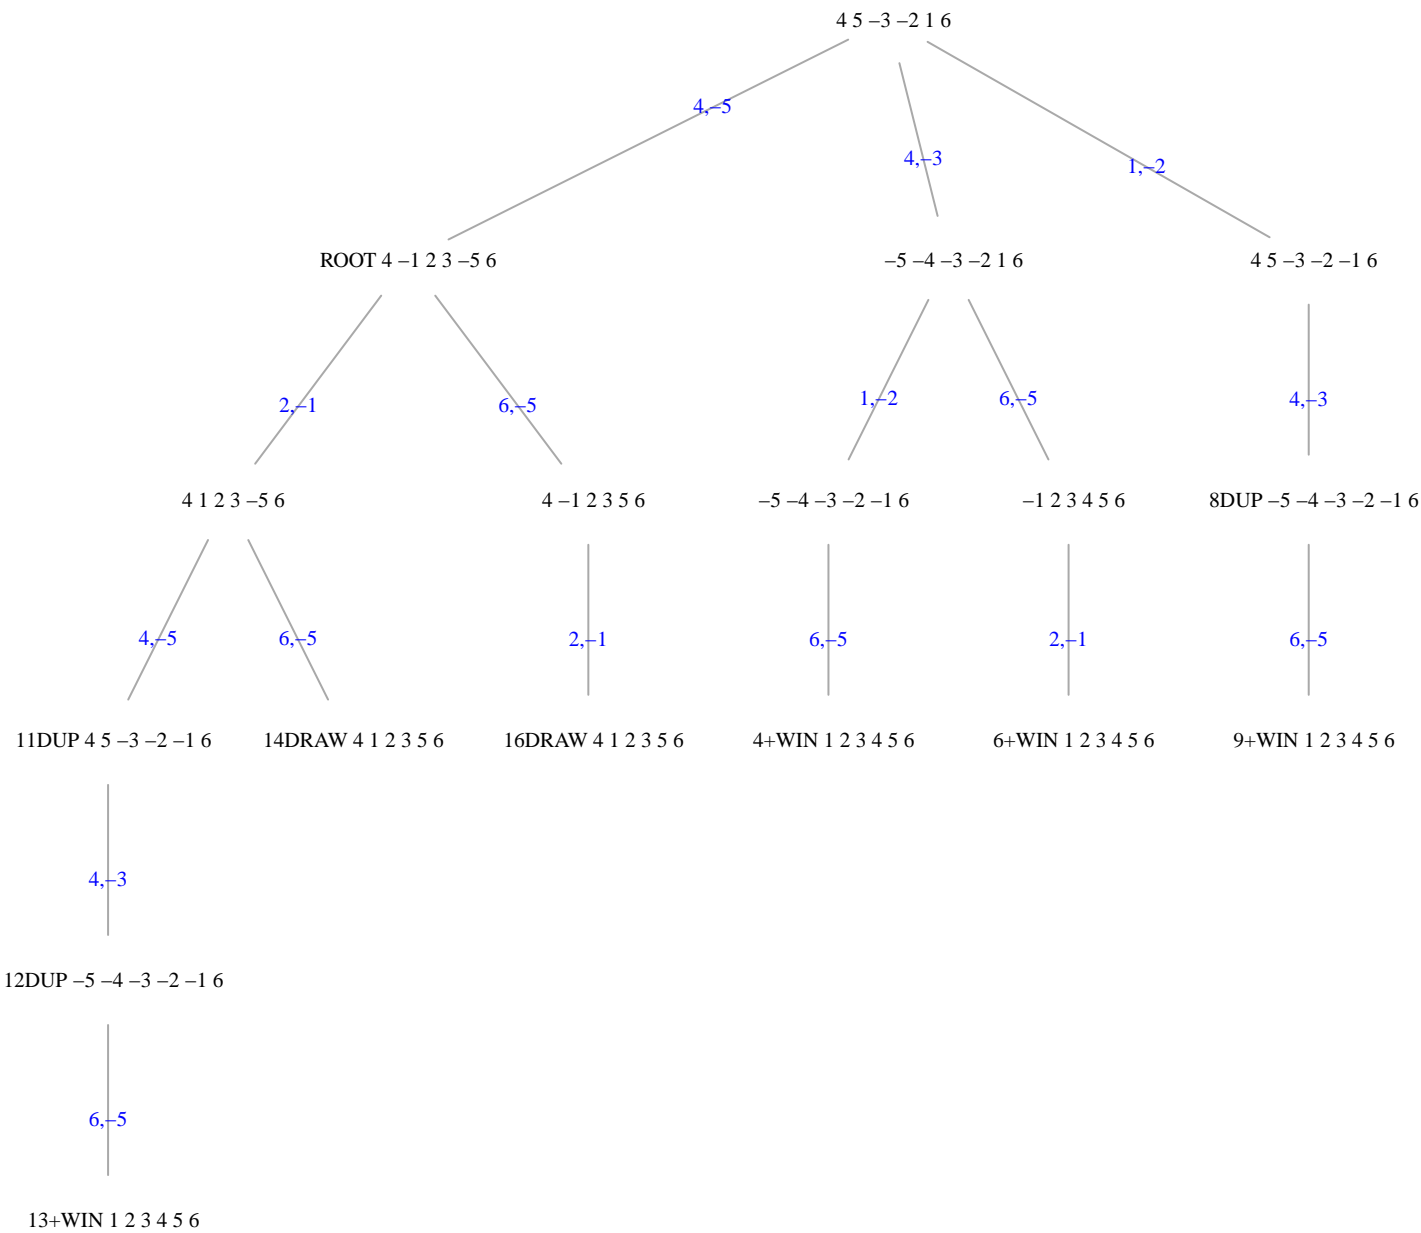 4 5 –3 –2 1 6
4,–5
4,–3
1,–2
ROOT 4 –1 2 3 –5 6
–5 –4 –3 –2 1 6
4 5 –3 –2 –1 6
2,–1
6,–5
1,–2
6,–5
4,–3
4 1 2 3 –5 6
4 –1 2 3 5 6
–5 –4 –3 –2 –1 6
–1 2 3 4 5 6
8DUP –5 –4 –3 –2 –1 6
4,–5
6,–5
2,–1
6,–5
2,–1
6,–5
11DUP 4 5 –3 –2 –1 6
14DRAW 4 1 2 3 5 6
16DRAW 4 1 2 3 5 6
4+WIN 1 2 3 4 5 6
6+WIN 1 2 3 4 5 6
9+WIN 1 2 3 4 5 6
4,–3
12DUP –5 –4 –3 –2 –1 6
6,–5
13+WIN 1 2 3 4 5 6